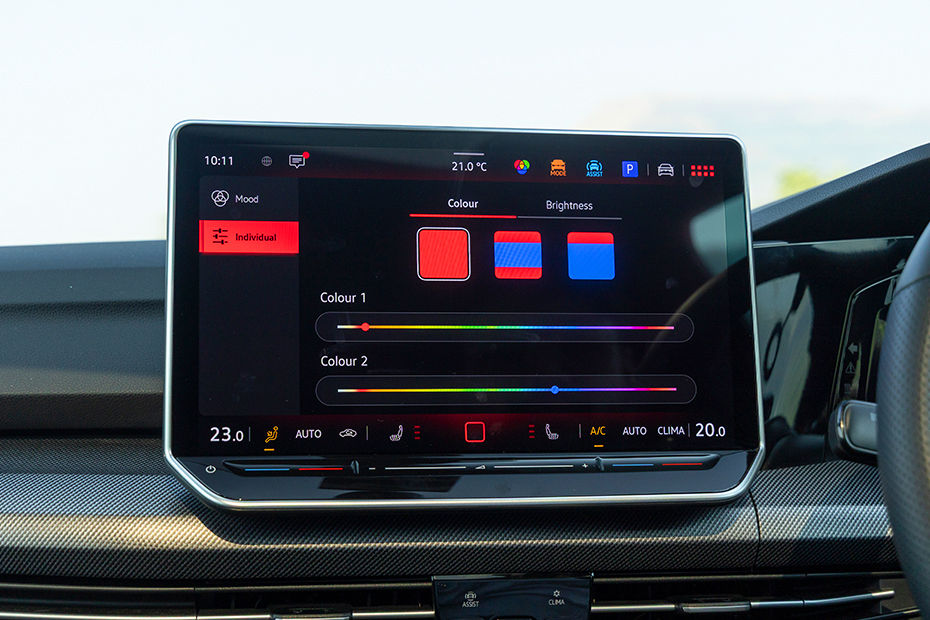 10:11
21.0 °C
MODE
ASSIST
P
Mood
Individual
Colour
Brightness
Colour 1
Colour 2
23.0
AUTO
A/C
AUTO
CLIMA
20.0
- +
ASSIST
CLIMA